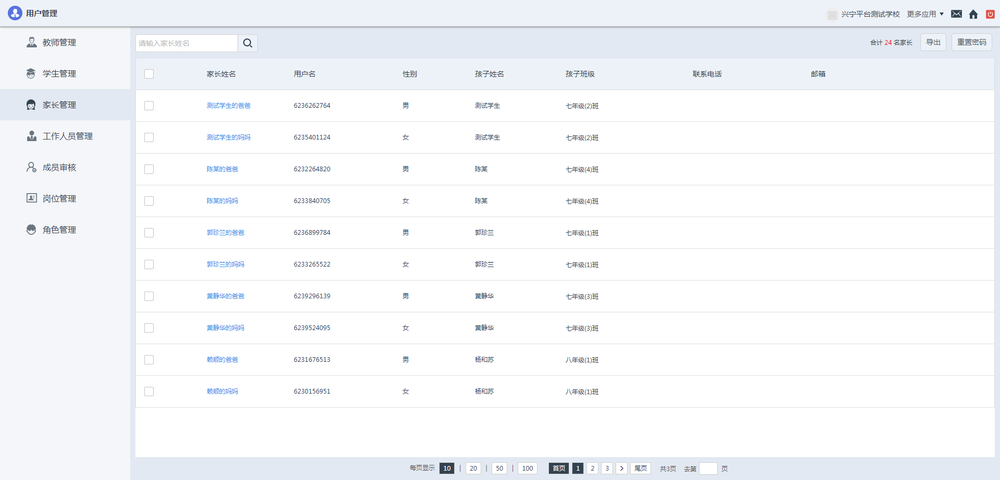 用户管理 兴宁平台测试学校 更多应用
教师管理
学生管理
家长管理
工作人员管理
成员审核
岗位管理
角色管理
请输入家长姓名 合计 24 名家长 导出 重置密码
家长姓名 用户名 性别 孩子姓名 孩子班级 联系电话 邮箱
测试学生的爸爸 6236262764 男 测试学生 七年级(2)班
测试学生的妈妈 6235401124 女 测试学生 七年级(2)班
陈某的爸爸 6232264820 男 陈某 七年级(4)班
陈某的妈妈 6233840705 女 陈某 七年级(4)班
郭珍兰的爸爸 6236899784 男 郭珍兰 七年级(1)班
郭珍兰的妈妈 6233265522 女 郭珍兰 七年级(1)班
黄静华的爸爸 6239296139 男 黄静华 七年级(3)班
黄静华的妈妈 6239524095 女 黄静华 七年级(3)班
赖顺的爸爸 6231676513 男 杨和苏 八年级(1)班
赖顺的妈妈 6230156951 女 杨和苏 八年级(1)班
每页显示 10 | 20 | 50 | 100 首页 1 2 3 > 尾页 共3页 去第 页